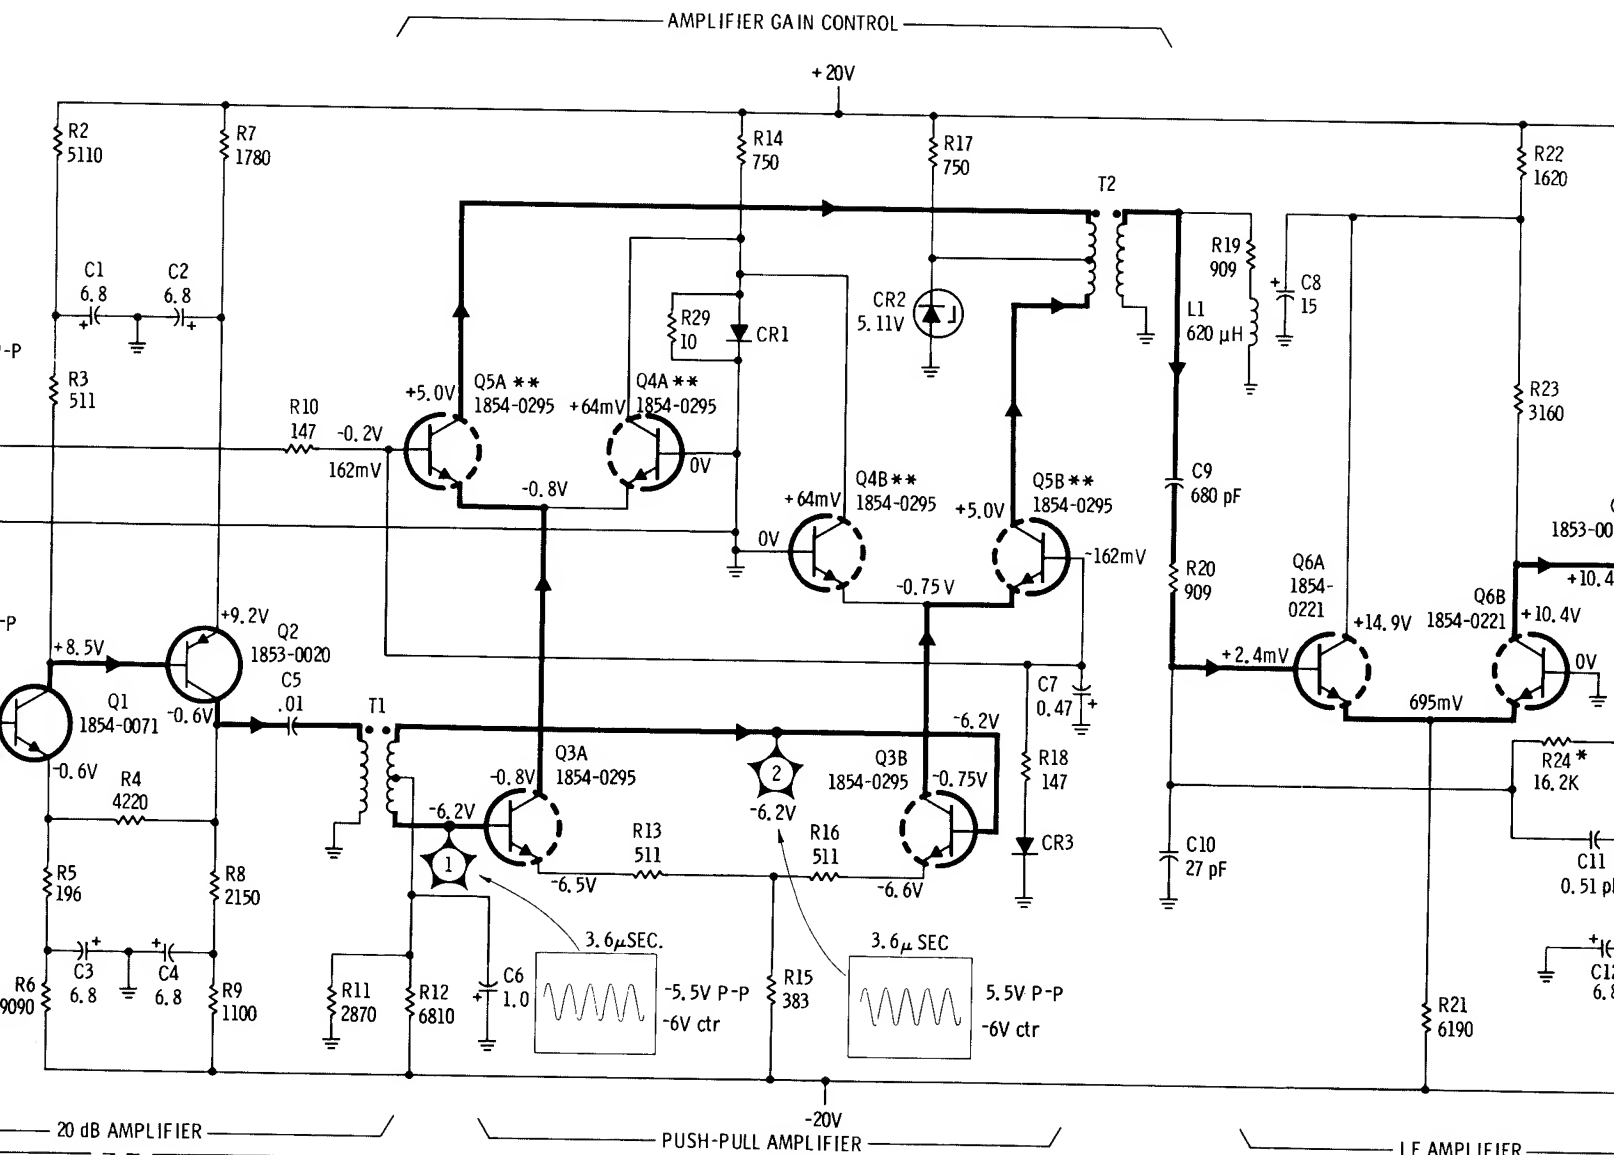 AMPLIFIER GAIN CONTROL
+20V
R2
5110
R7
1780
R14
750
R17
750
R22
1620
T2
C1
6.8
+
C2
6.8
+
R29
10
CR1
CR2
5.11V
R19
909
L1
620 μH
+
C8
15
P-P
R3
511
R10
147
-0.2V
162mV
+5.0V
Q5A **
1854-0295
+64mV
Q4A **
1854-0295
0V
-0.8V
R23
3160
Q4B **
1854-0295
+64mV
0V
Q5B **
1854-0295
+5.0V
~162mV
-0.75V
C9
680 pF
R20
909
Q6A
1854-
0221
+14.9V
Q6B
1854-0221
+10.4V
1853-00
+10.4
0V
+2.4mV
695mV
-P
+8.5V
+9.2V
Q2
1853-0020
C5
.01
Q1
1854-0071
-0.6V
-0.6V
T1
R4
4220
-6.2V
-0.8V
Q3A
1854-0295
1
2
-6.2V
Q3B
1854-0295
-0.75V
-6.2V
C7
0.47
+
R18
147
CR3
R24 *
16.2K
R13
511
R16
511
-6.5V
-6.6V
C10
27 pF
C11
0.51 p
R5
196
R8
2150
+
C3
6.8
+
C4
6.8
R6
9090
R9
1100
R11
2870
R12
6810
+
C6
1.0
3.6μSEC.
-5.5V P-P
-6V ctr
R15
383
3.6μ SEC
5.5V P-P
-6V ctr
R21
6190
+
C12
6.8
-20V
20 dB AMPLIFIER
PUSH-PULL AMPLIFIER
I F AMPLIFIER